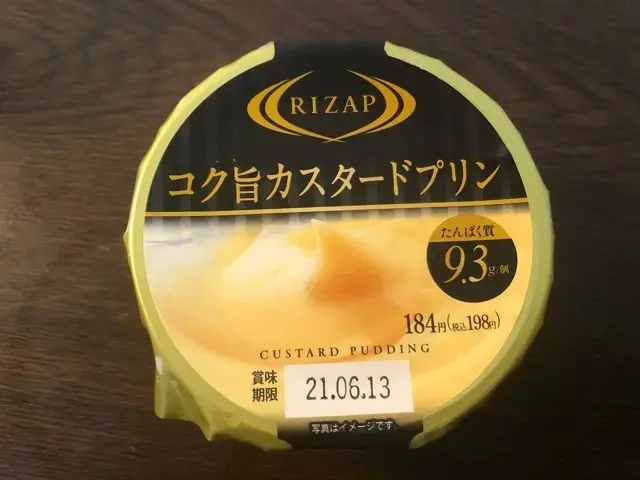 RIZAP
コク旨カスタードプリン
たんぱく質
9.3g/個
184円(税込198円)
CUSTARD PUDDING
賞味
期限
21.06.13
写真はイメージです